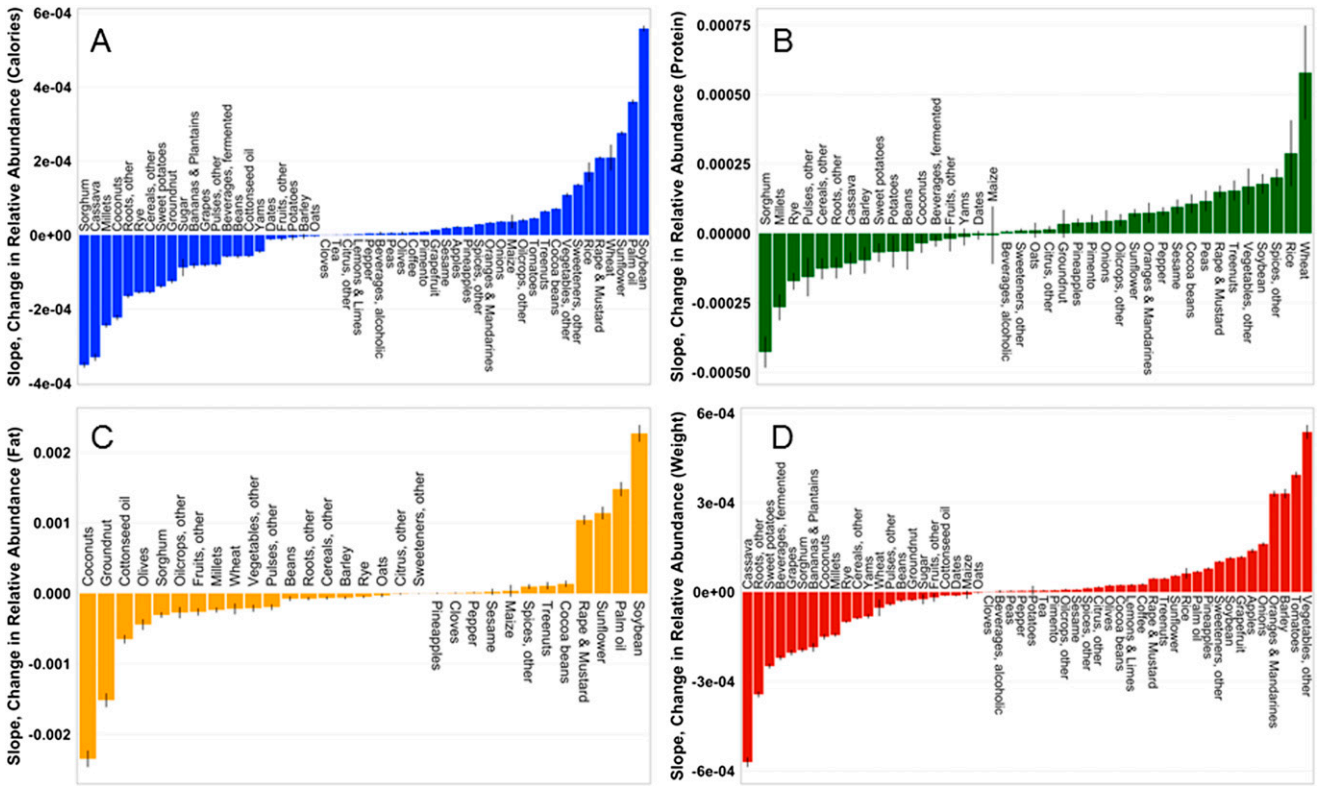 A
Slope, Change in Relative Abundance (Calories)
6e-04
4e-04
2e-04
0e+00
-2e-04
-4e-04
Sorghum
Cassava
Millets
Coconuts
Roots, other
Rye
Cereals, other
Sweet potatoes
Groundnut
Sugar
Bananas & Plantains
Grapes
Pulses, other
Beverages, fermented
Beans
Cottonseed oil
Yams
Dates
Fruits, other
Potatoes
Barley
Oats
Cloves
Tea
Citrus, other
Lemons & Limes
Pepper
Beverages, alcoholic
Peas
Olives
Coffee
Pimento
Grapefruit
Sesame
Apples
Pineapples
Spices, other
Oranges & Mandarines
Onions
Maize
Oilcrops, other
Tomatoes
Treenuts
Cocoa beans
Vegetables, other
Sweeteners, other
Rice
Rape & Mustard
Wheat
Sunflower
Palm oil
Soybean
B
Slope, Change in Relative Abundance (Protein)
0.00075
0.00050
0.00025
0.00000
-0.00025
-0.00050
Sorghum
Millets
Rye
Pulses, other
Cereals, other
Roots, other
Cassava
Barley
Sweet potatoes
Potatoes
Beans
Coconuts
Beverages, fermented
Fruits, other
Yams
Dates
Maize
Beverages, alcoholic
Sweeteners, other
Oats
Citrus, other
Groundnut
Pineapples
Pimento
Onions
Oilcrops, other
Sunflower
Oranges & Mandarines
Pepper
Sesame
Cocoa beans
Peas
Rape & Mustard
Treenuts
Vegetables, other
Soybean
Spices, other
Rice
Wheat
C
Slope, Change in Relative Abundance (Fat)
0.002
0.001
0.000
-0.001
-0.002
Coconuts
Groundnut
Cottonseed oil
Olives
Sorghum
Oilcrops, other
Fruits, other
Millets
Wheat
Vegetables, other
Pulses, other
Beans
Roots, other
Cereals, other
Barley
Rye
Oats
Citrus, other
Sweeteners, other
Pineapples
Cloves
Pepper
Sesame
Maize
Spices, other
Treenuts
Cocoa beans
Rape & Mustard
Sunflower
Palm oil
Soybean
D
Slope, Change in Relative Abundance (Weight)
6e-04
3e-04
0e+00
-3e-04
-6e-04
Cassava
Roots, other
Sweet potatoes
Beverages, fermented
Grapes
Sorghum
Bananas & Plantains
Coconuts
Millets
Rye
Cereals, other
Yams
Wheat
Pulses, other
Beans
Groundnut
Sugar
Fruits, other
Cottonseed oil
Dates
Maize
Oats
Cloves
Beverages, alcoholic
Peas
Pepper
Potatoes
Tea
Pimento
Oilcrops, other
Sesame
Spices, other
Citrus, other
Olives
Cocoa beans
Lemons & Limes
Coffee
Rape & Mustard
Treenuts
Sunflower
Rice
Palm oil
Pineapples
Sweeteners, other
Soybean
Grapefruit
Apples
Onions
Oranges & Mandarines
Barley
Tomatoes
Vegetables, other